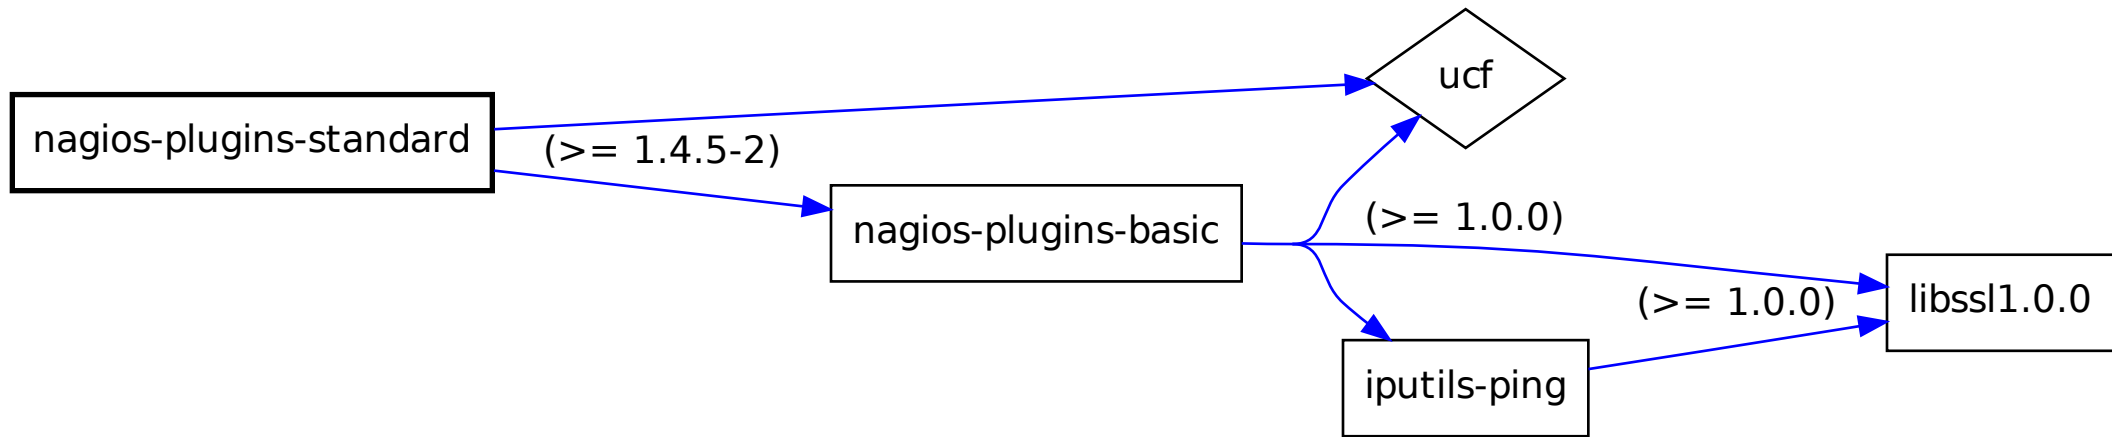 ucf
nagios-plugins-standard
(>= 1.4.5-2)
nagios-plugins-basic
(>= 1.0.0)
(>= 1.0.0)
libssl1.0.0
iputils-ping